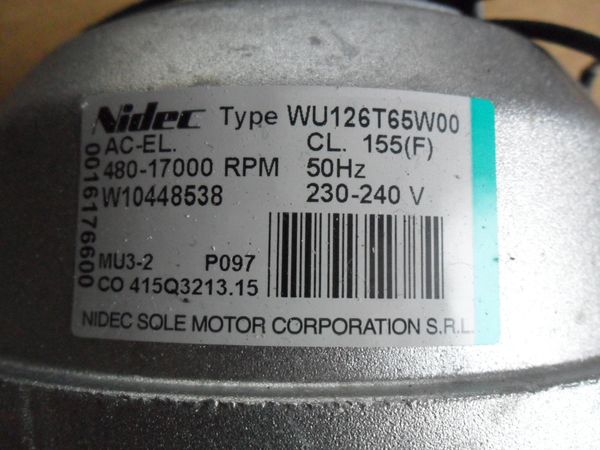 Nidec Type WU126T65W00
AC-EL. CL. 155(F)
480-17000 RPM 50Hz
W10448538 230-240 V
MU3-2 P097
CO 415Q3213.15
NIDEC SOLE MOTOR CORPORATION S.R.L.
00161776600